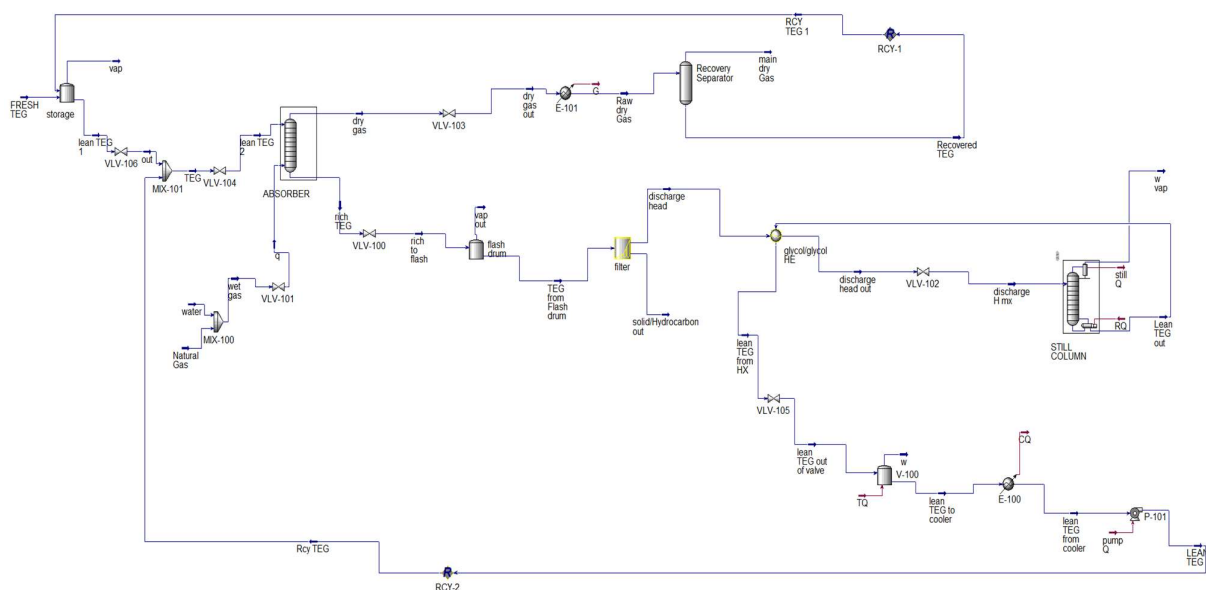 RCY
TEG 1
RCY-1
vap
FRESH
TEG
storage
lean TEG
1
VLV-106
out
MIX-101
TEG
VLV-104
lean TEG
2
ABSORBER
dry
gas
VLV-103
dry
gas
out
E-101
G
Raw
dry
Gas
Recovery
Separator
main
dry
Gas
Recovered
TEG
rich
TEG
VLV-100
rich
to
flash
vap
out
flash
drum
TEG
from
Flash
drum
filter
discharge
head
solid/Hydrocarbon
out
glycol/glycol
HE
discharge
head out
VLV-102
discharge
H mx
w
vap
still
Q
RQ
Lean
TEG
out
STILL
COLUMN
q
VLV-101
wet
gas
water
MIX-100
Natural
Gas
lean
TEG
from
HX
VLV-105
lean
TEG out
of
valve
w
V-100
TQ
lean
TEG to
cooler
CQ
E-100
lean
TEG
from
cooler
pump
Q
P-101
LEAN
TEG
Rcy TEG
RCY-2